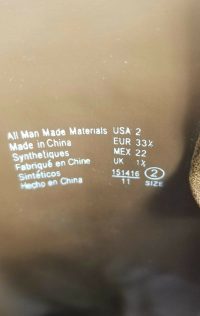 All Man Made Materials USA 2
Made in China EUR 33½
Synthetiques MEX 22
Fabriqué en Chine UK 1½
Sintéticos 151416 2
Hecho en China 11 SIZE